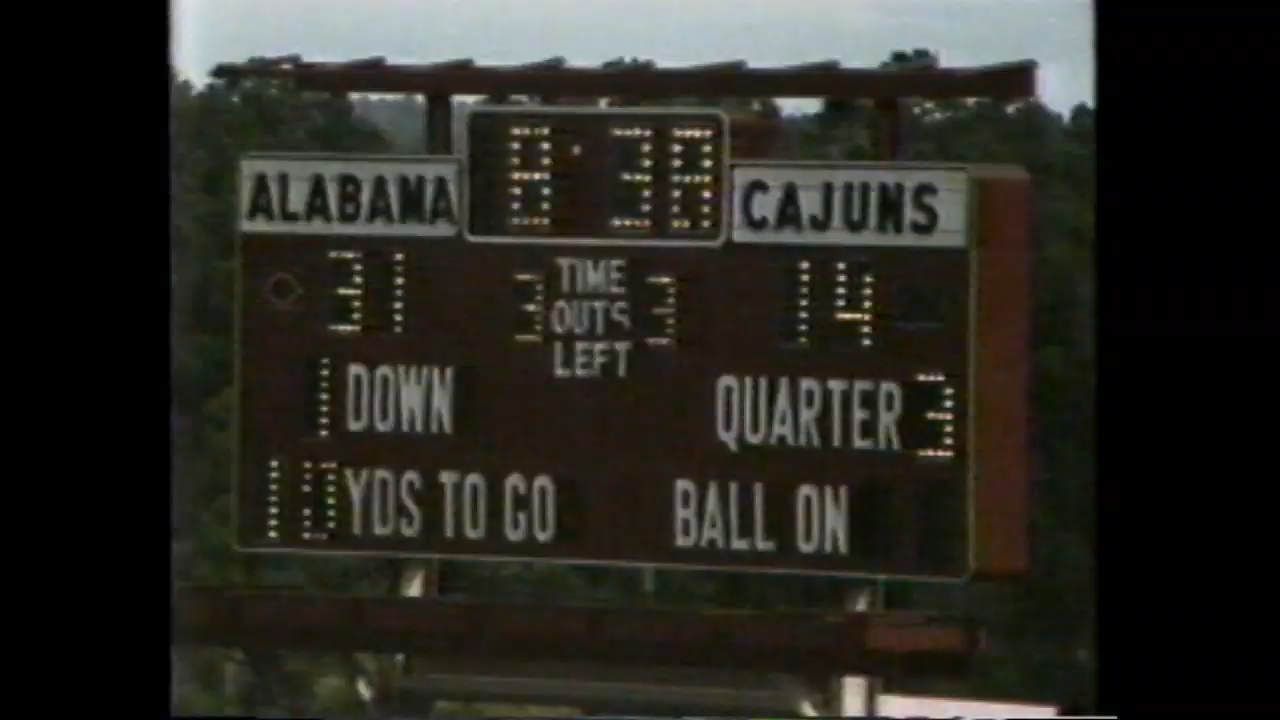 8:38
ALABAMA CAJUNS
31 3 TIME OUTS LEFT 3 14
1 DOWN QUARTER 3
10 YDS TO GO BALL ON